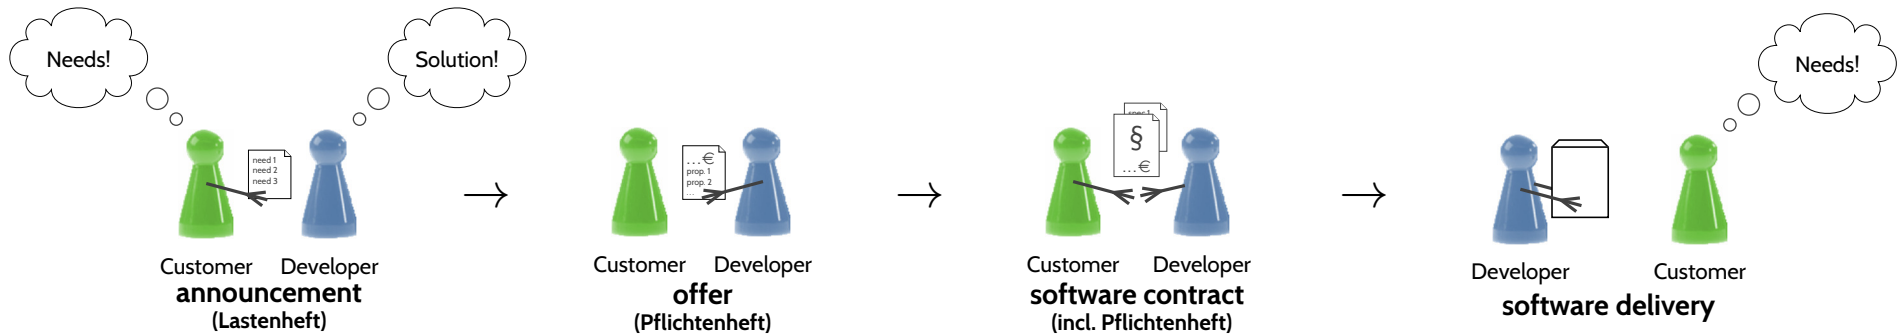 Needs!
Solution!
need 1
need 2
need 3
Customer Developer
announcement
(Lastenheft)
→
...€
prop. 1
prop. 2
...
Customer Developer
offer
(Pflichtenheft)
→
§
...€
Customer Developer
software contract
(incl. Pflichtenheft)
→
Needs!
Developer Customer
software delivery